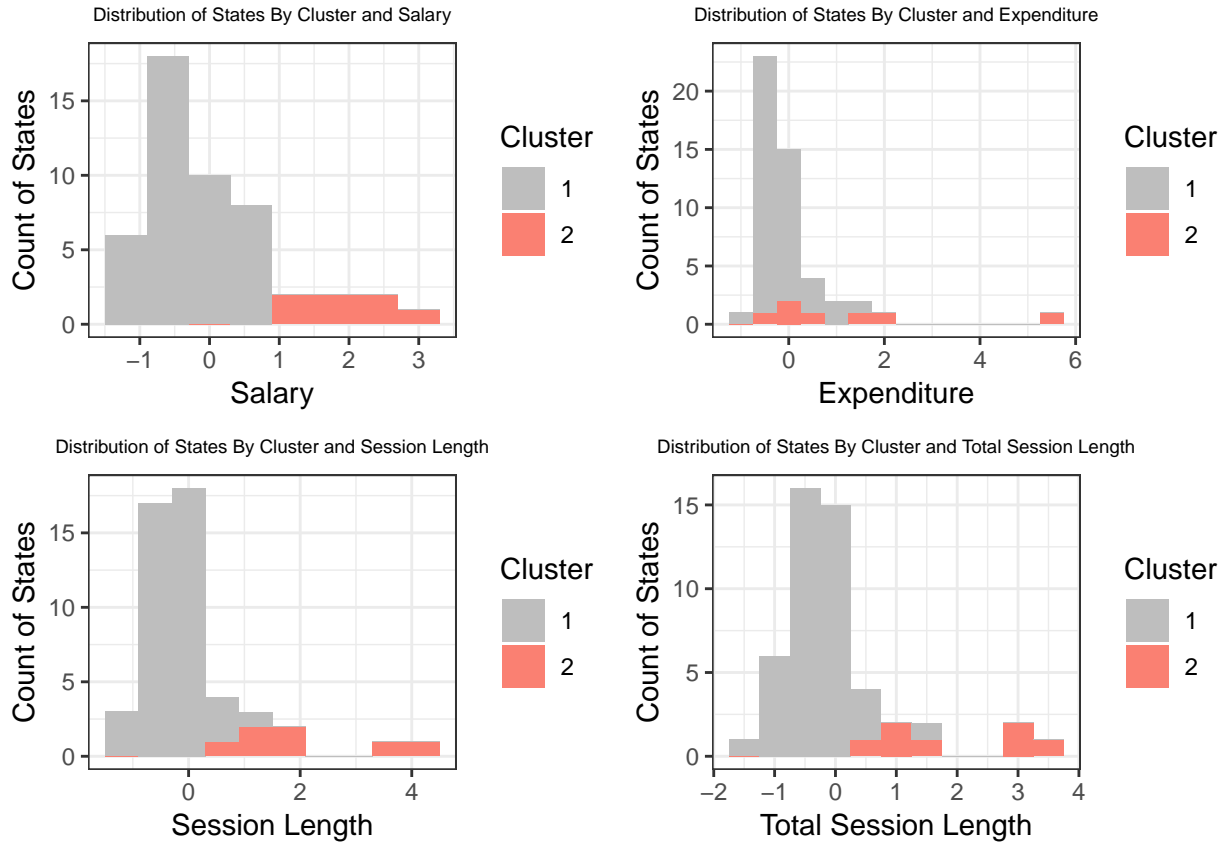 Distribution of States By Cluster and Salary
Count of States
15
10
5
0
−1
0
1
2
3
Salary
Cluster
1
2
Distribution of States By Cluster and Expenditure
Count of States
20
15
10
5
0
0
2
4
6
Expenditure
Cluster
1
2
Distribution of States By Cluster and Session Length
Count of States
15
10
5
0
0
2
4
Session Length
Cluster
1
2
Distribution of States By Cluster and Total Session Length
Count of States
15
10
5
0
−2
−1
0
1
2
3
4
Total Session Length
Cluster
1
2